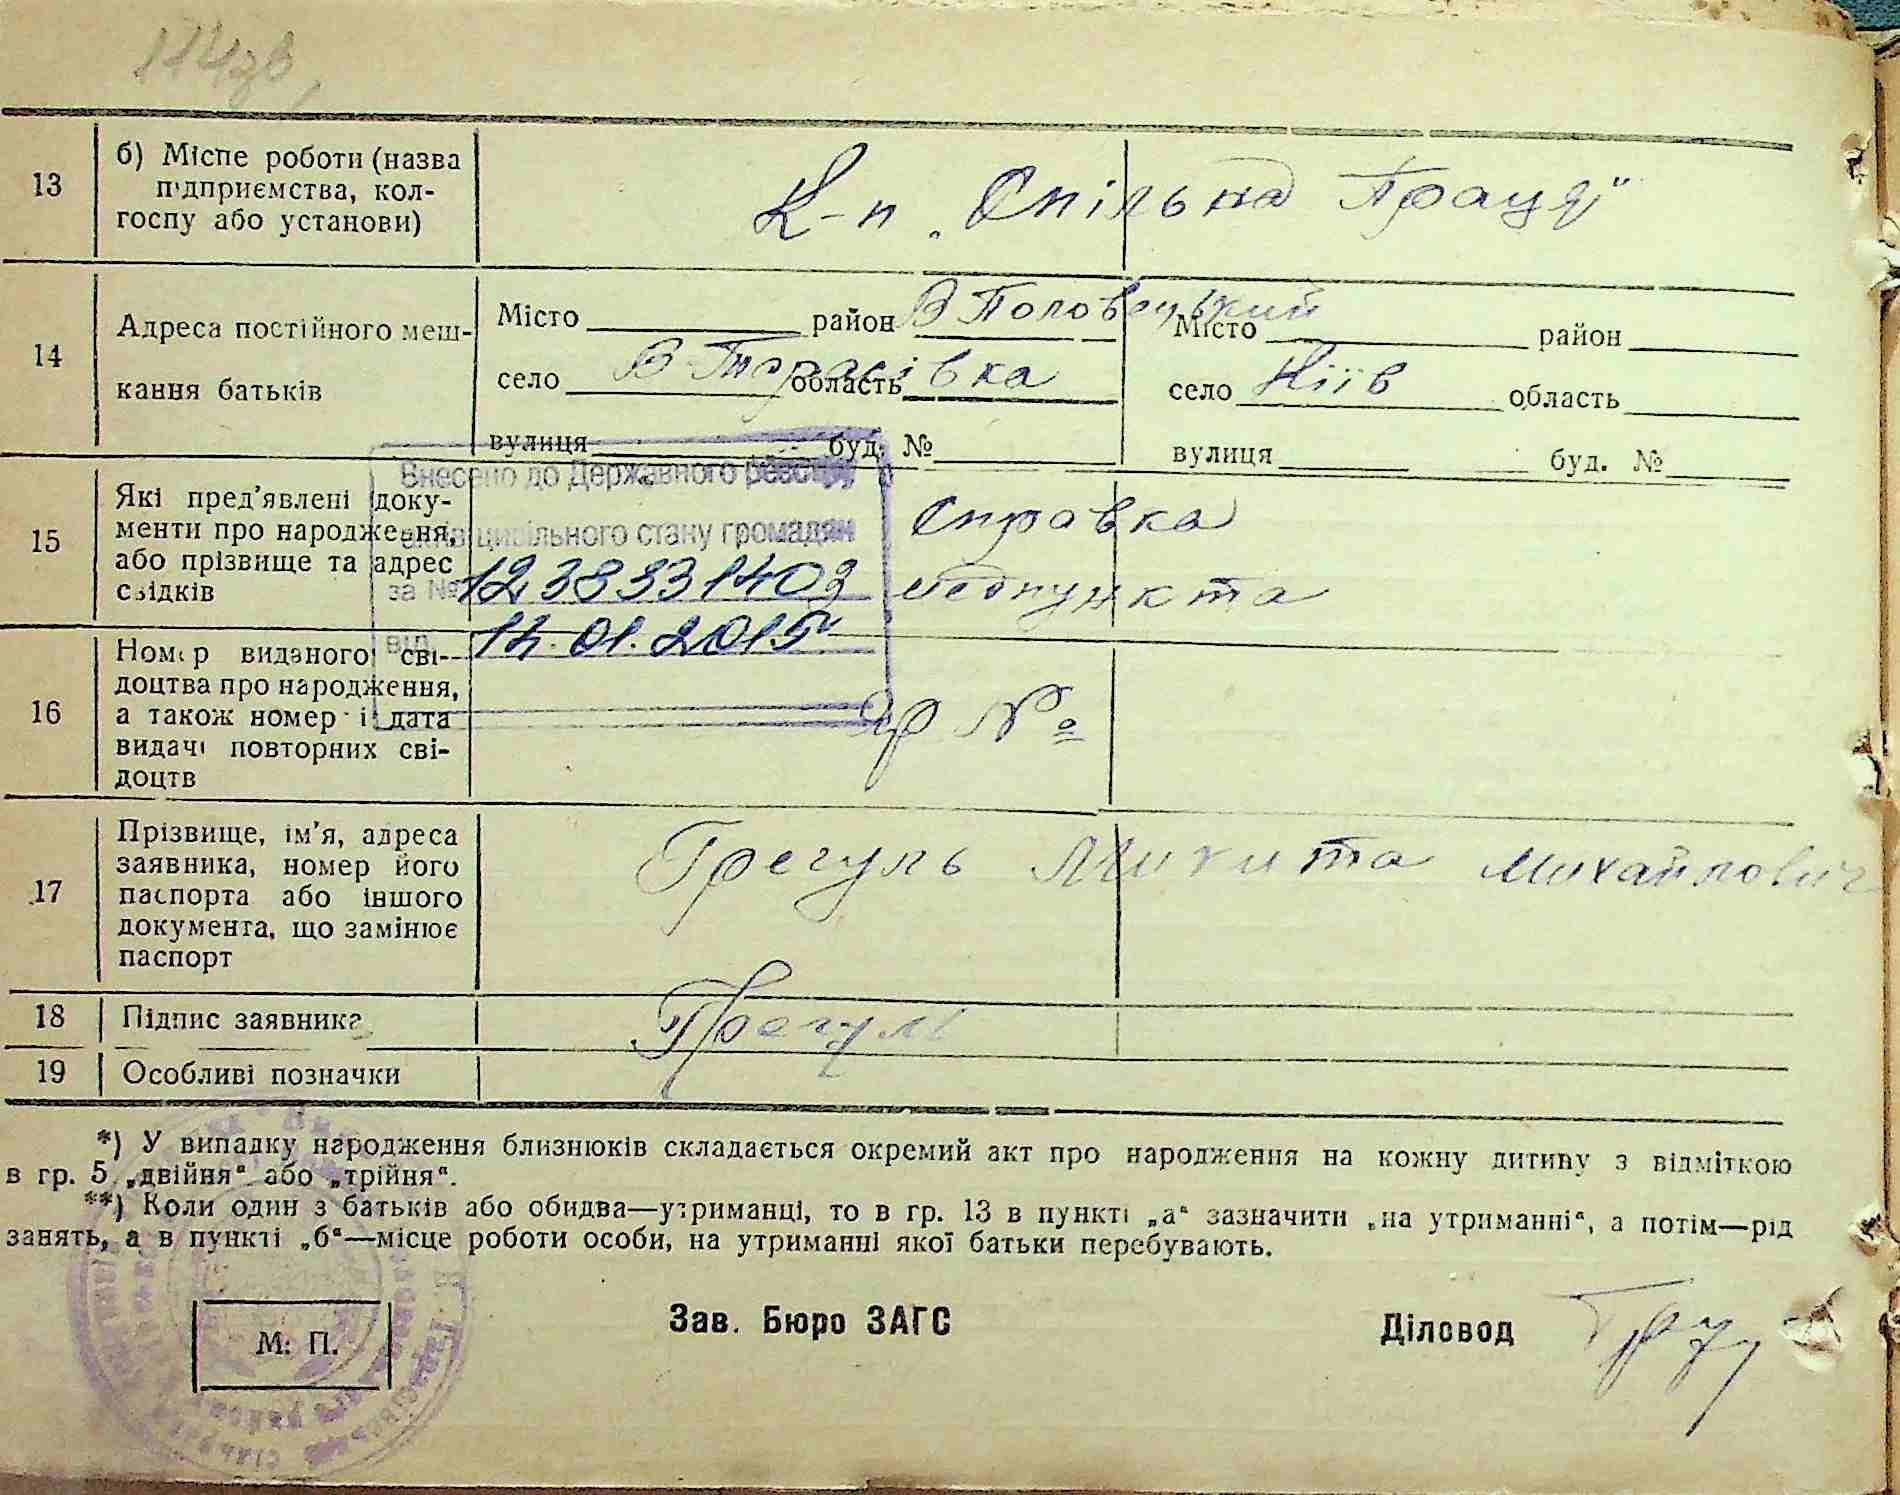 114зв
13
б) Місце роботи (назва
підприємства, кол-
госпу або установи)
К-п „Спільна Праця"
14
Адреса постійного меш-
кання батьків
Місто район В Половецький
село В-Тарасівка область
вулиця буд. №
Місто район
село Київ область
вулиця буд. №
Внесено до Державного реєстру
актів цивільного стану громадян
за №
від 14.01.2015
15
Які пред'явлені доку-
менти про народження,
або прізвище та адрес
свідків
Справка
медпункта
16
Номер виданого сві-
доцтва про народження,
а також номер і дата
видачі повторних сві-
доцтв
№
17
Прізвище, ім'я, адреса
заявника, номер його
паспорта або іншого
документа, що замінює
паспорт
Грегуль Микита Михайлович
18
Підпис заявника
Грегуль
19
Особливі позначки
*) У випадку народження близнюків складається окремий акт про народження на кожну дитину з відміткою
в гр. 5 „двійня" або „трійня".
**) Коли один з батьків або обидва—утриманці, то в гр. 13 в пункті „а" зазначити „на утриманні", а потім—рід
занять, а в пункті „б"—місце роботи особи, на утриманні якої батьки перебувають.
М. П.
Зав. Бюро ЗАГС
Діловод